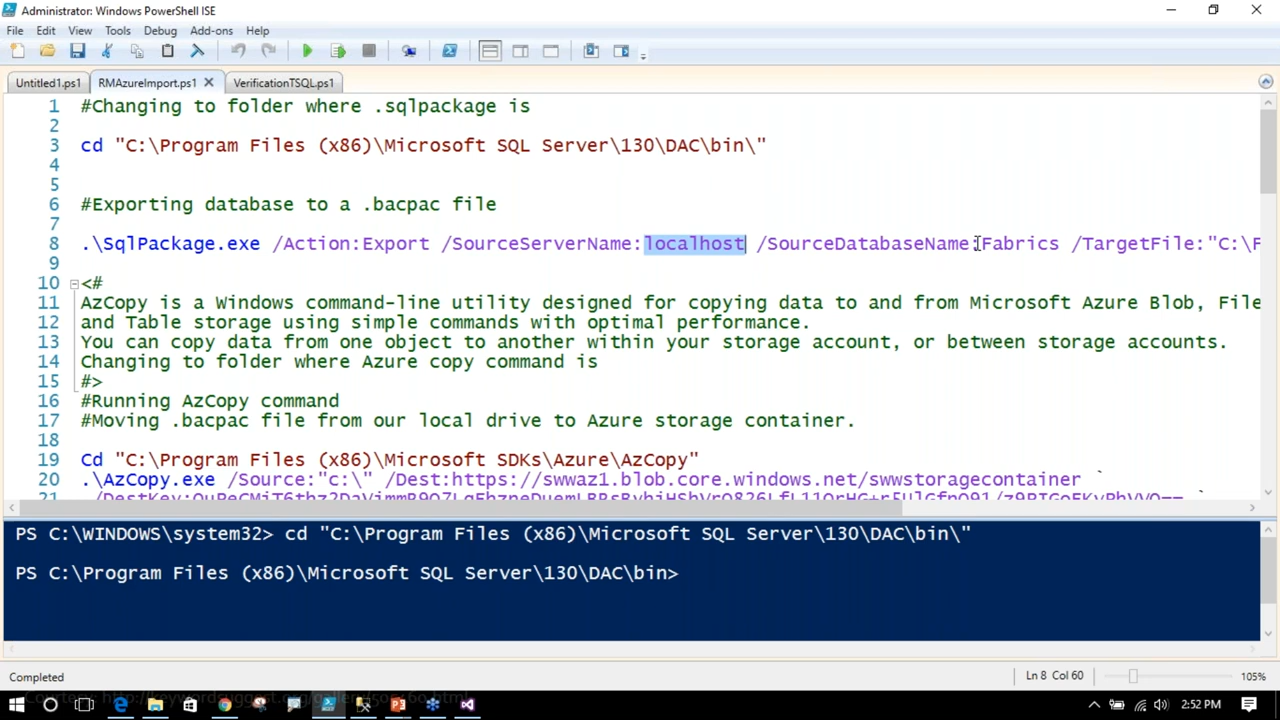 Administrator: Windows PowerShell ISE
File Edit View Tools Debug Add-ons Help
Untitled1.ps1 RMAzureImport.ps1 VerificationTSQL.ps1
1 #Changing to folder where .sqlpackage is
2
3 cd "C:\Program Files (x86)\Microsoft SQL Server\130\DAC\bin\"
4
5
6 #Exporting database to a .bacpac file
7
8 .\SqlPackage.exe /Action:Export /SourceServerName:localhost /SourceDatabaseName:Fabrics /TargetFile:"C:\F
9
10 <#
11 AzCopy is a Windows command-line utility designed for copying data to and from Microsoft Azure Blob, File
12 and Table storage using simple commands with optimal performance.
13 You can copy data from one object to another within your storage account, or between storage accounts.
14 Changing to folder where Azure copy command is
15 #>
16 #Running AzCopy command
17 #Moving .bacpac file from our local drive to Azure storage container.
18
19 Cd "C:\Program Files (x86)\Microsoft SDKs\Azure\AzCopy"
20 .\AzCopy.exe /Source:"c:\" /Dest:https://swwaz1.blob.core.windows.net/swwstoragecontainer `
21
PS C:\WINDOWS\system32> cd "C:\Program Files (x86)\Microsoft SQL Server\130\DAC\bin\"
PS C:\Program Files (x86)\Microsoft SQL Server\130\DAC\bin>
Completed Ln 8 Col 60 105%
2:52 PM